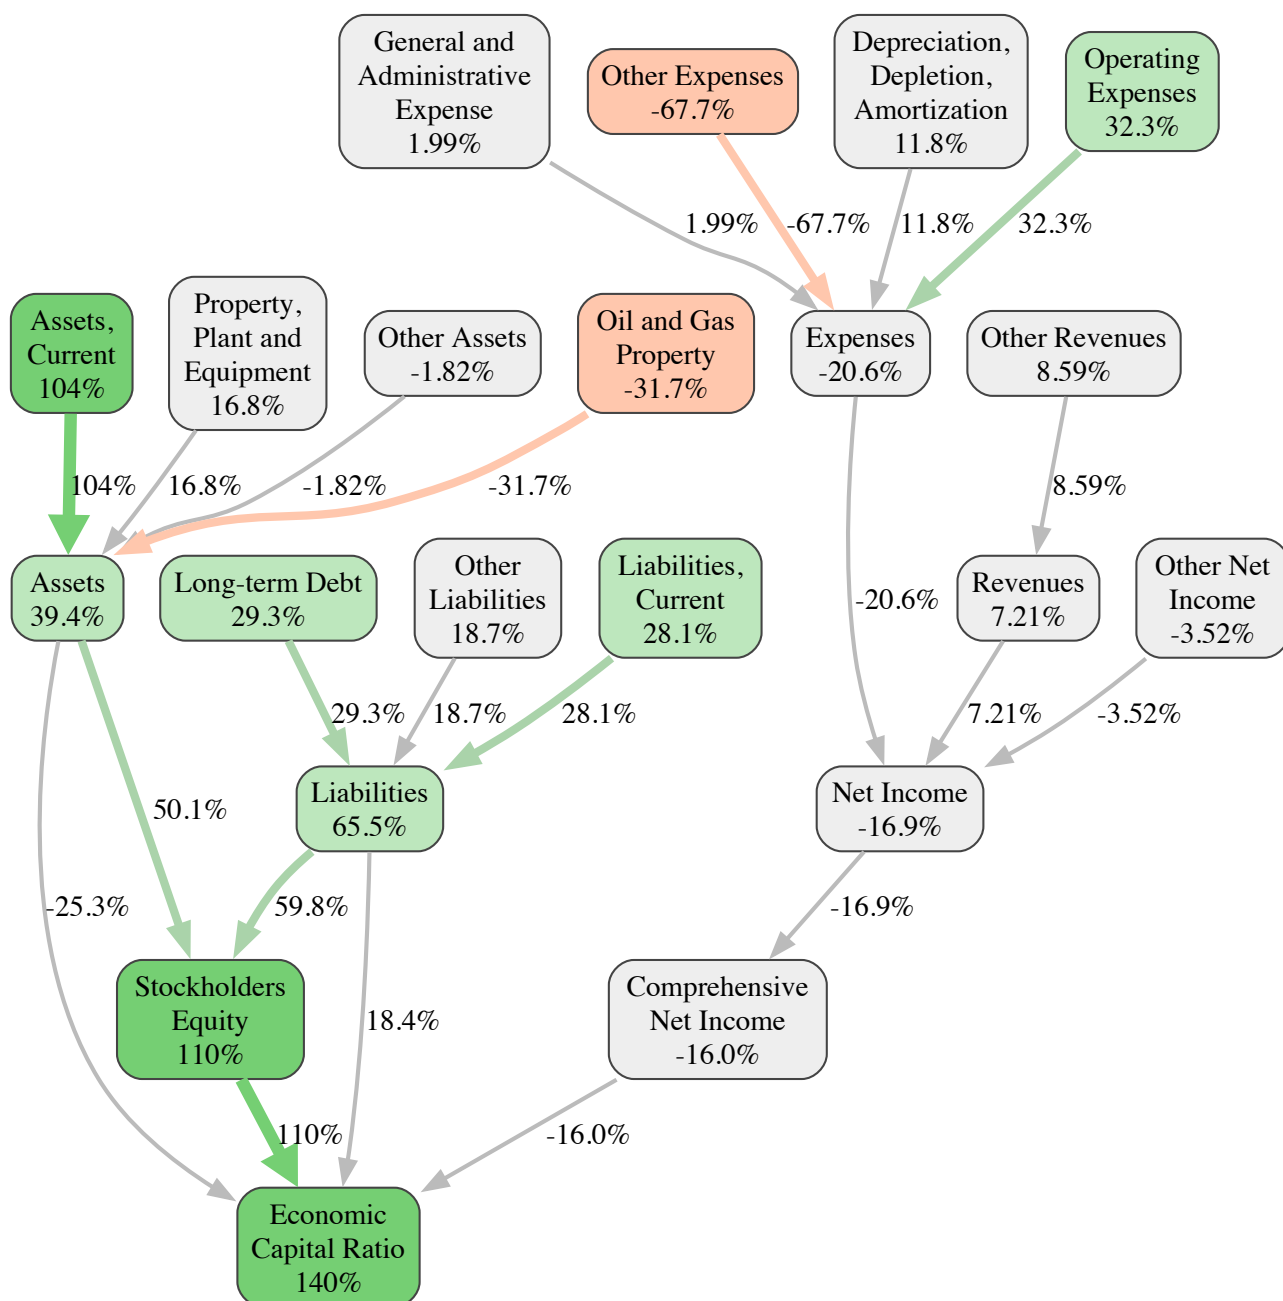 General and
Administrative
Expense
1.99%
Other Expenses
-67.7%
Depreciation,
Depletion,
Amortization
11.8%
Operating
Expenses
32.3%
1.99%
-67.7%
11.8%
32.3%
Assets,
Current
104%
Property,
Plant and
Equipment
16.8%
Other Assets
-1.82%
Oil and Gas
Property
-31.7%
Expenses
-20.6%
Other Revenues
8.59%
104%
16.8%
-1.82%
-31.7%
8.59%
Assets
39.4%
Long-term Debt
29.3%
Other
Liabilities
18.7%
Liabilities,
Current
28.1%
-20.6%
Revenues
7.21%
Other Net
Income
-3.52%
29.3%
18.7%
28.1%
7.21%
-3.52%
50.1%
Liabilities
65.5%
Net Income
-16.9%
-25.3%
59.8%
-16.9%
Stockholders
Equity
110%
18.4%
Comprehensive
Net Income
-16.0%
110%
-16.0%
Economic
Capital Ratio
140%